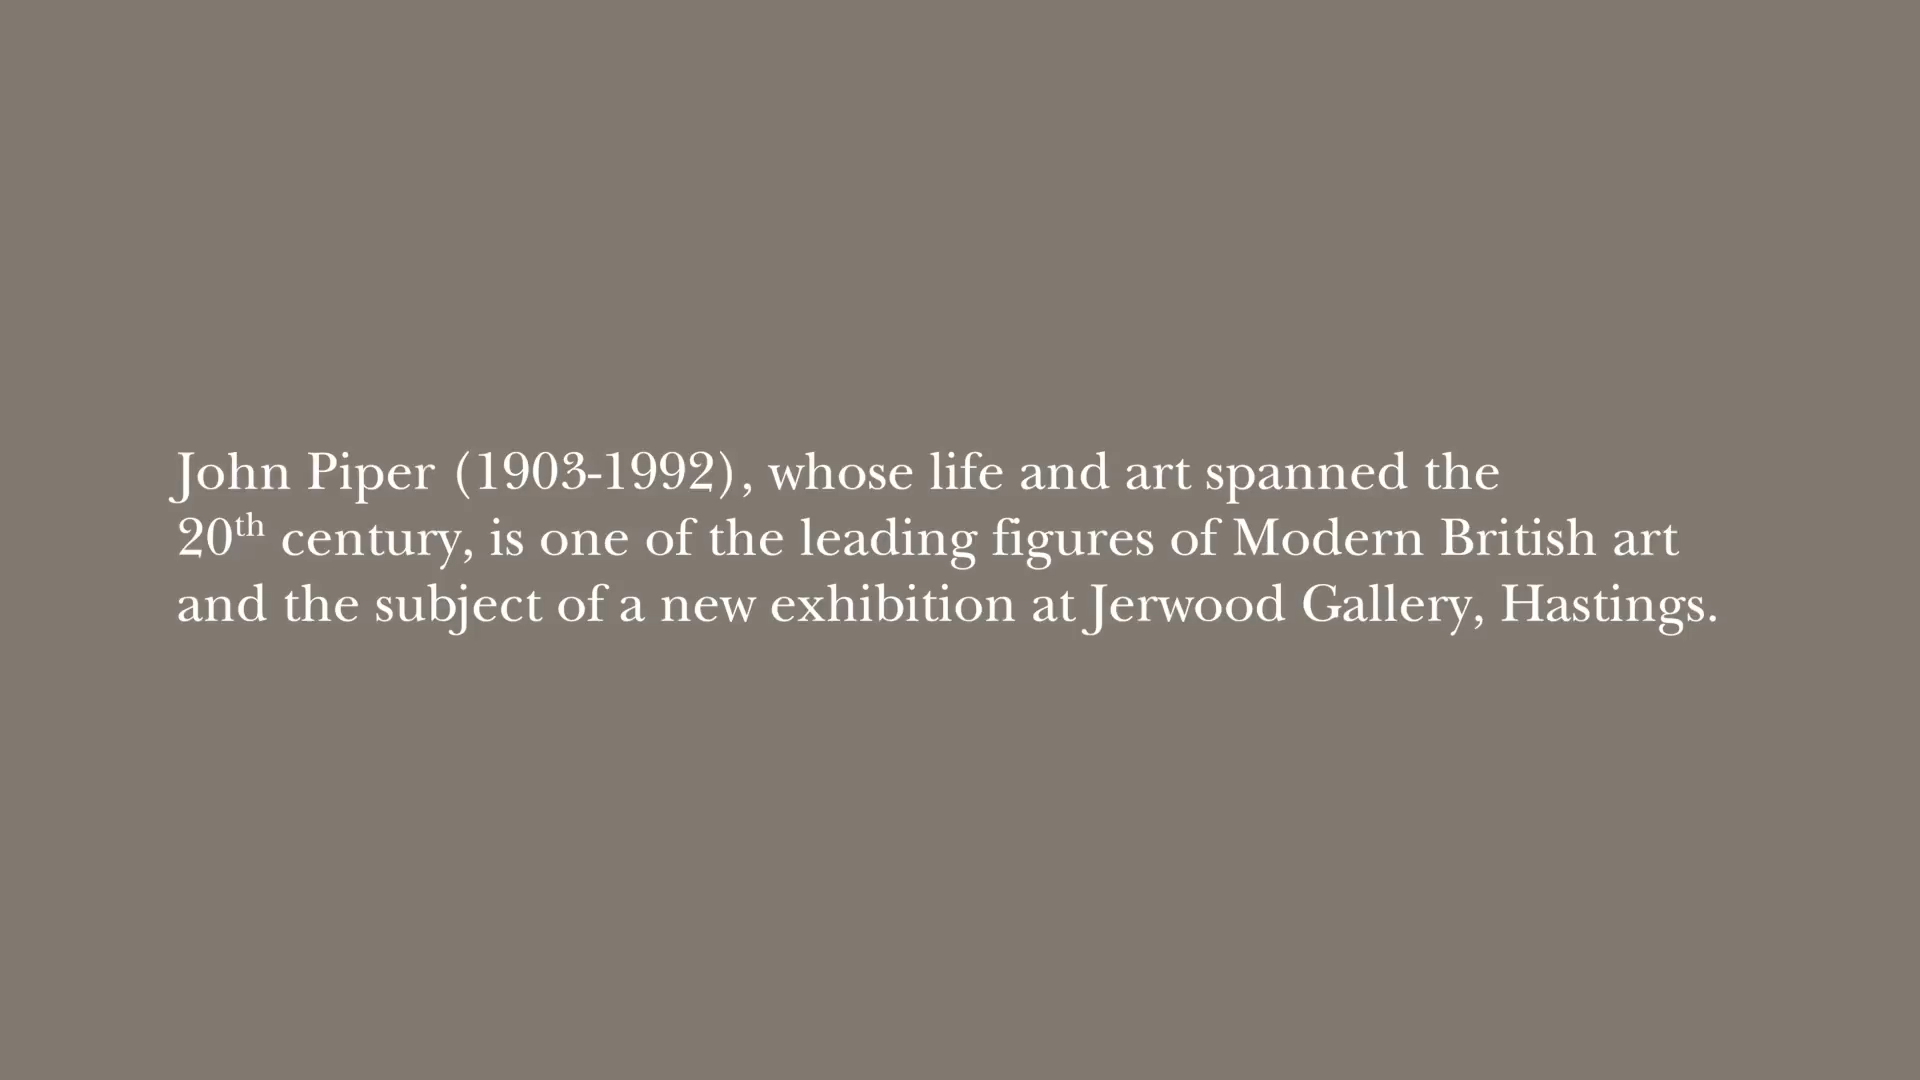 John Piper (1903-1992), whose life and art spanned the
20th century, is one of the leading figures of Modern British art
and the subject of a new exhibition at Jerwood Gallery, Hastings.